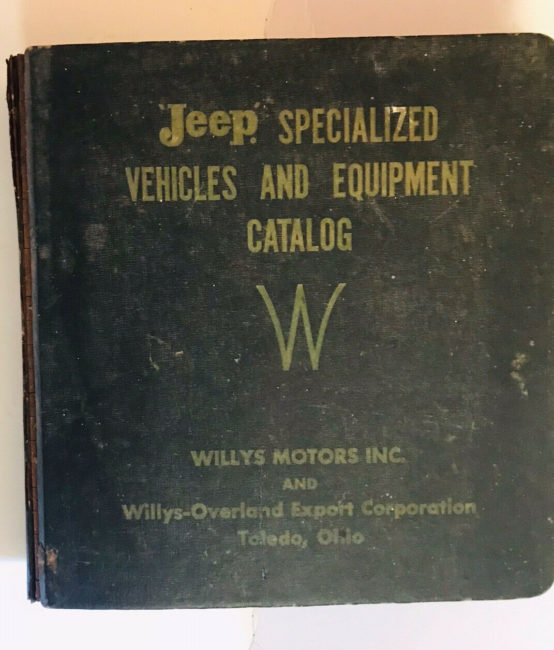 "Jeep" SPECIALIZED
VEHICLES AND EQUIPMENT
CATALOG
W
WILLYS MOTORS INC.
AND
Willys-Overland Export Corporation
Toledo, Ohio